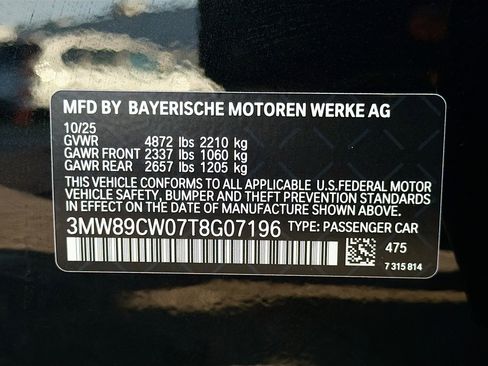 MFD BY BAYERISCHE MOTOREN WERKE AG
10/25
GVWR 4872 lbs 2210 kg
GAWR FRONT 2337 lbs 1060 kg
GAWR REAR 2657 lbs 1205 kg
THIS VEHICLE CONFORMS TO ALL APPLICABLE U.S.FEDERAL MOTOR
VEHICLE SAFETY, BUMPER AND THEFT PREVENTION STANDARDS
IN EFFECT ON THE DATE OF MANUFACTURE SHOWN ABOVE.
3MW89CW07T8G07196 TYPE: PASSENGER CAR
475
7 315 814